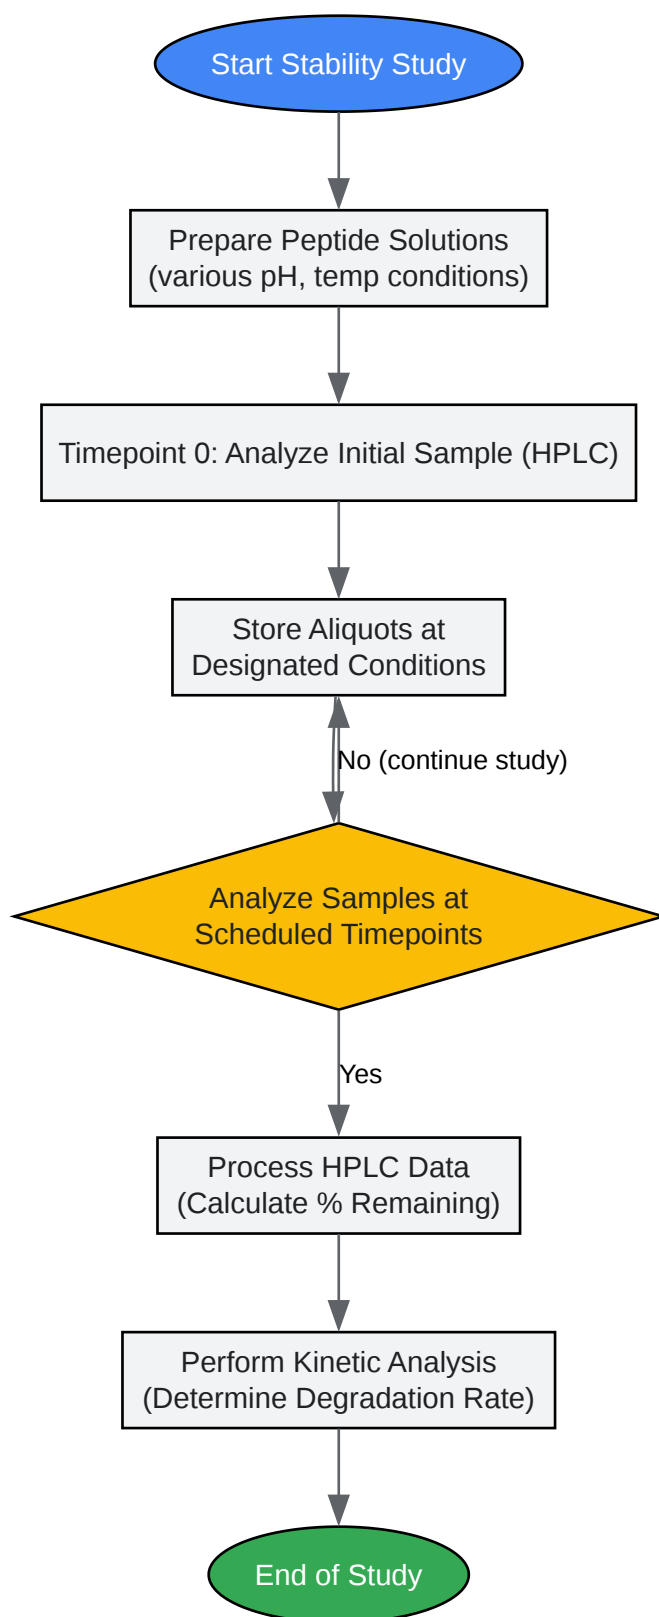 Start Stability Study
Prepare Peptide Solutions
(various pH, temp conditions)
Timepoint 0: Analyze Initial Sample (HPLC)
Store Aliquots at
Designated Conditions
No (continue study)
Analyze Samples at
Scheduled Timepoints
Yes
Process HPLC Data
(Calculate % Remaining)
Perform Kinetic Analysis
(Determine Degradation Rate)
End of Study